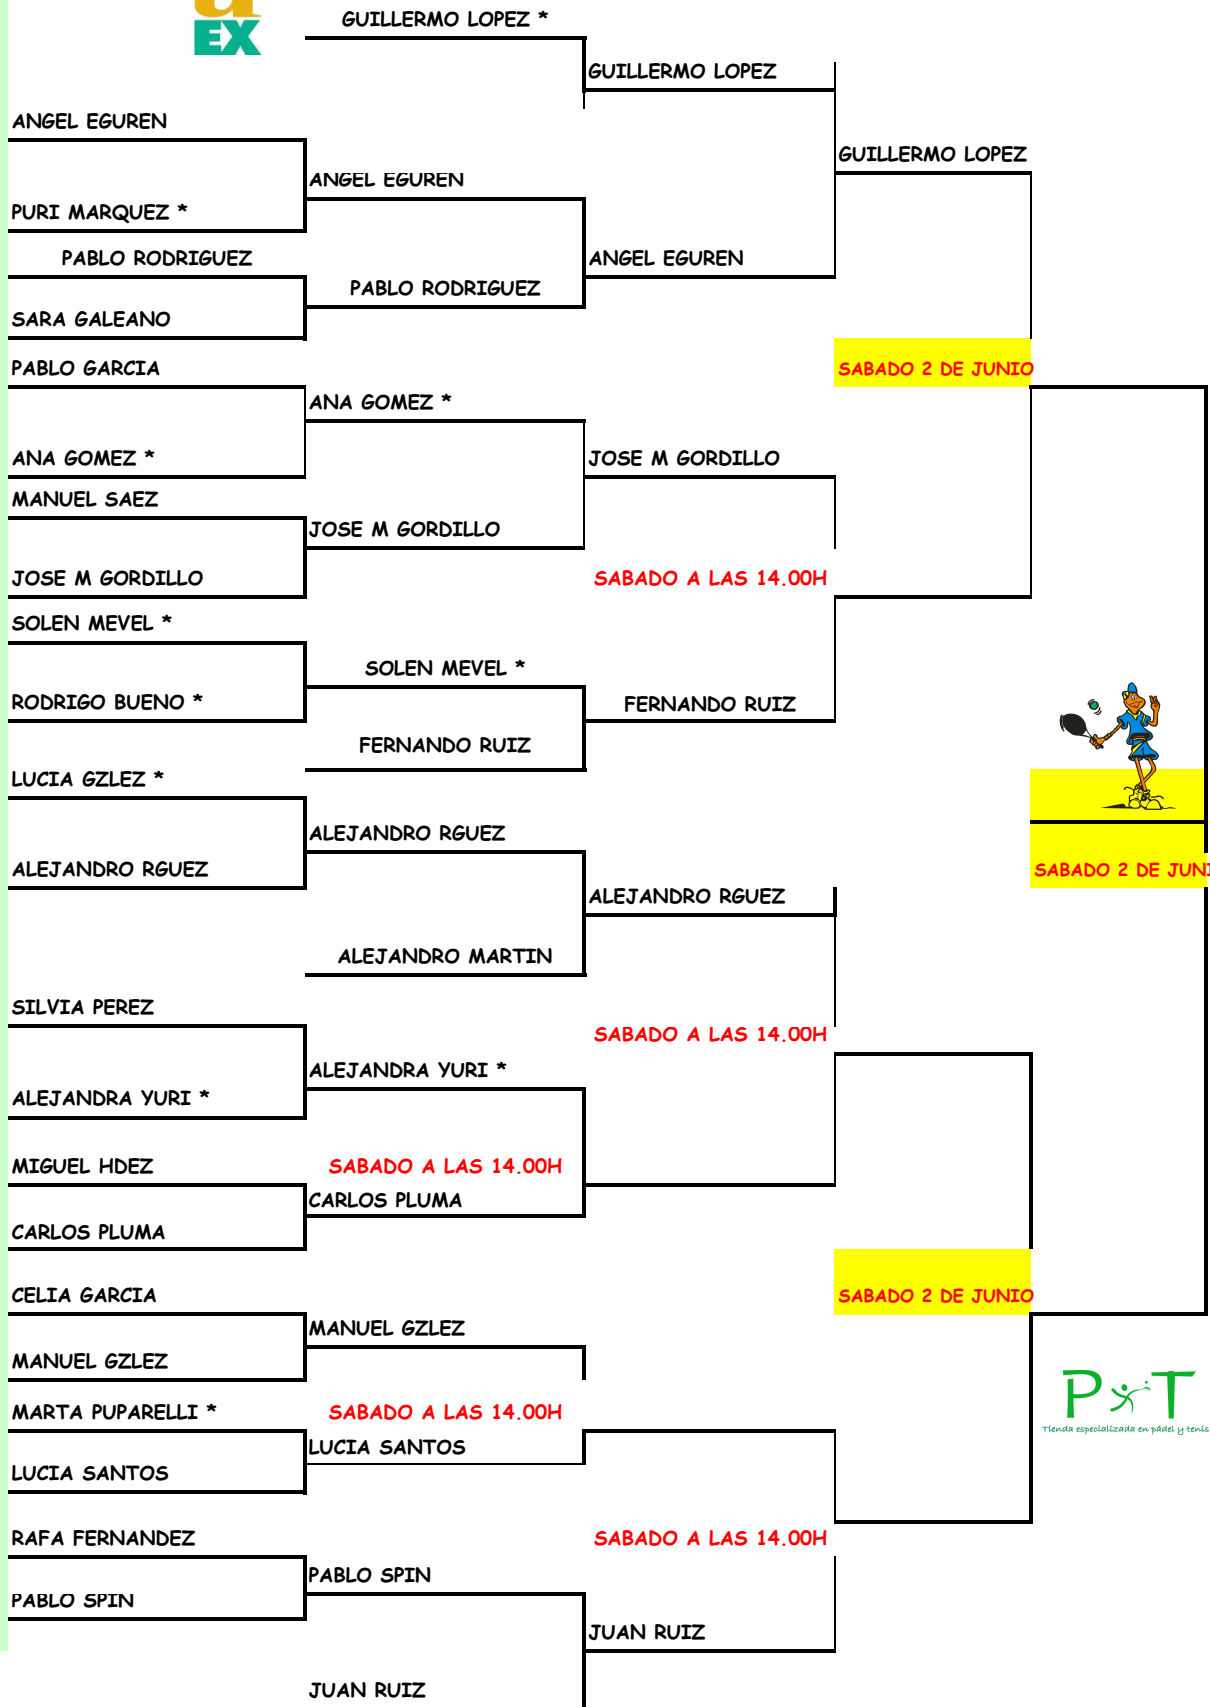 EX
GUILLERMO LOPEZ *
GUILLERMO LOPEZ
ANGEL EGUREN
GUILLERMO LOPEZ
ANGEL EGUREN
PURI MARQUEZ *
PABLO RODRIGUEZ
ANGEL EGUREN
PABLO RODRIGUEZ
SARA GALEANO
PABLO GARCIA
SABADO 2 DE JUNIO
ANA GOMEZ *
ANA GOMEZ *
JOSE M GORDILLO
MANUEL SAEZ
JOSE M GORDILLO
JOSE M GORDILLO
SABADO A LAS 14.00H
SOLEN MEVEL *
SOLEN MEVEL *
RODRIGO BUENO *
FERNANDO RUIZ
FERNANDO RUIZ
LUCIA GZLEZ *
ALEJANDRO RGUEZ
ALEJANDRO RGUEZ
SABADO 2 DE JUNI
ALEJANDRO RGUEZ
ALEJANDRO MARTIN
SILVIA PEREZ
SABADO A LAS 14.00H
ALEJANDRA YURI *
ALEJANDRA YURI *
MIGUEL HDEZ
SABADO A LAS 14.00H
CARLOS PLUMA
CARLOS PLUMA
CELIA GARCIA
SABADO 2 DE JUNIO
MANUEL GZLEZ
MANUEL GZLEZ
MARTA PUPARELLI *
SABADO A LAS 14.00H
P T
Tienda especializada en pádel y tenis
LUCIA SANTOS
LUCIA SANTOS
RAFA FERNANDEZ
SABADO A LAS 14.00H
PABLO SPIN
PABLO SPIN
JUAN RUIZ
JUAN RUIZ